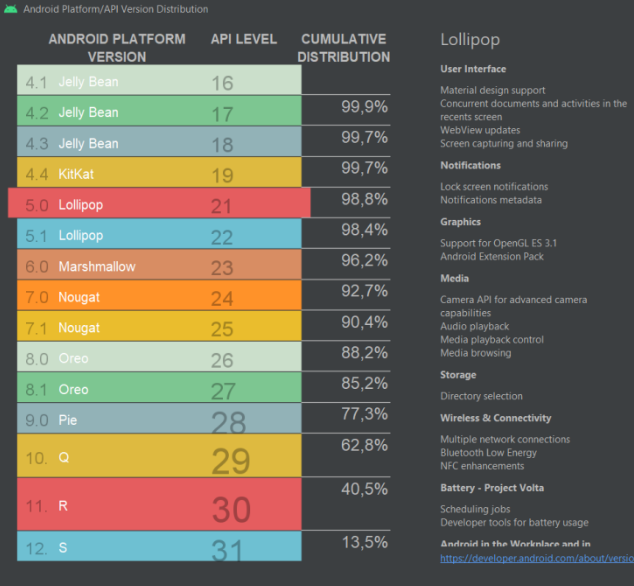 Android Platform/API Version Distribution
ANDROID PLATFORM
VERSION
API LEVEL
CUMULATIVE
DISTRIBUTION
4.1 Jelly Bean 16
4.2 Jelly Bean 17 99,9%
4.3 Jelly Bean 18 99,7%
4.4 KitKat 19 99,7%
5.0 Lollipop 21 98,8%
5.1 Lollipop 22 98,4%
6.0 Marshmallow 23 96,2%
7.0 Nougat 24 92,7%
7.1 Nougat 25 90,4%
8.0 Oreo 26 88,2%
8.1 Oreo 27 85,2%
9.0 Pie 28 77,3%
10. Q 29 62,8%
11. R 30 40,5%
12. S 31 13,5%
Lollipop
User Interface
Material design support
Concurrent documents and activities in the
recents screen
WebView updates
Screen capturing and sharing
Notifications
Lock screen notifications
Notifications metadata
Graphics
Support for OpenGL ES 3.1
Android Extension Pack
Media
Camera API for advanced camera
capabilities
Audio playback
Media playback control
Media browsing
Storage
Directory selection
Wireless & Connectivity
Multiple network connections
Bluetooth Low Energy
NFC enhancements
Battery - Project Volta
Scheduling jobs
Developer tools for battery usage
Android in the Workplace and in
https://developer.android.com/about/versio